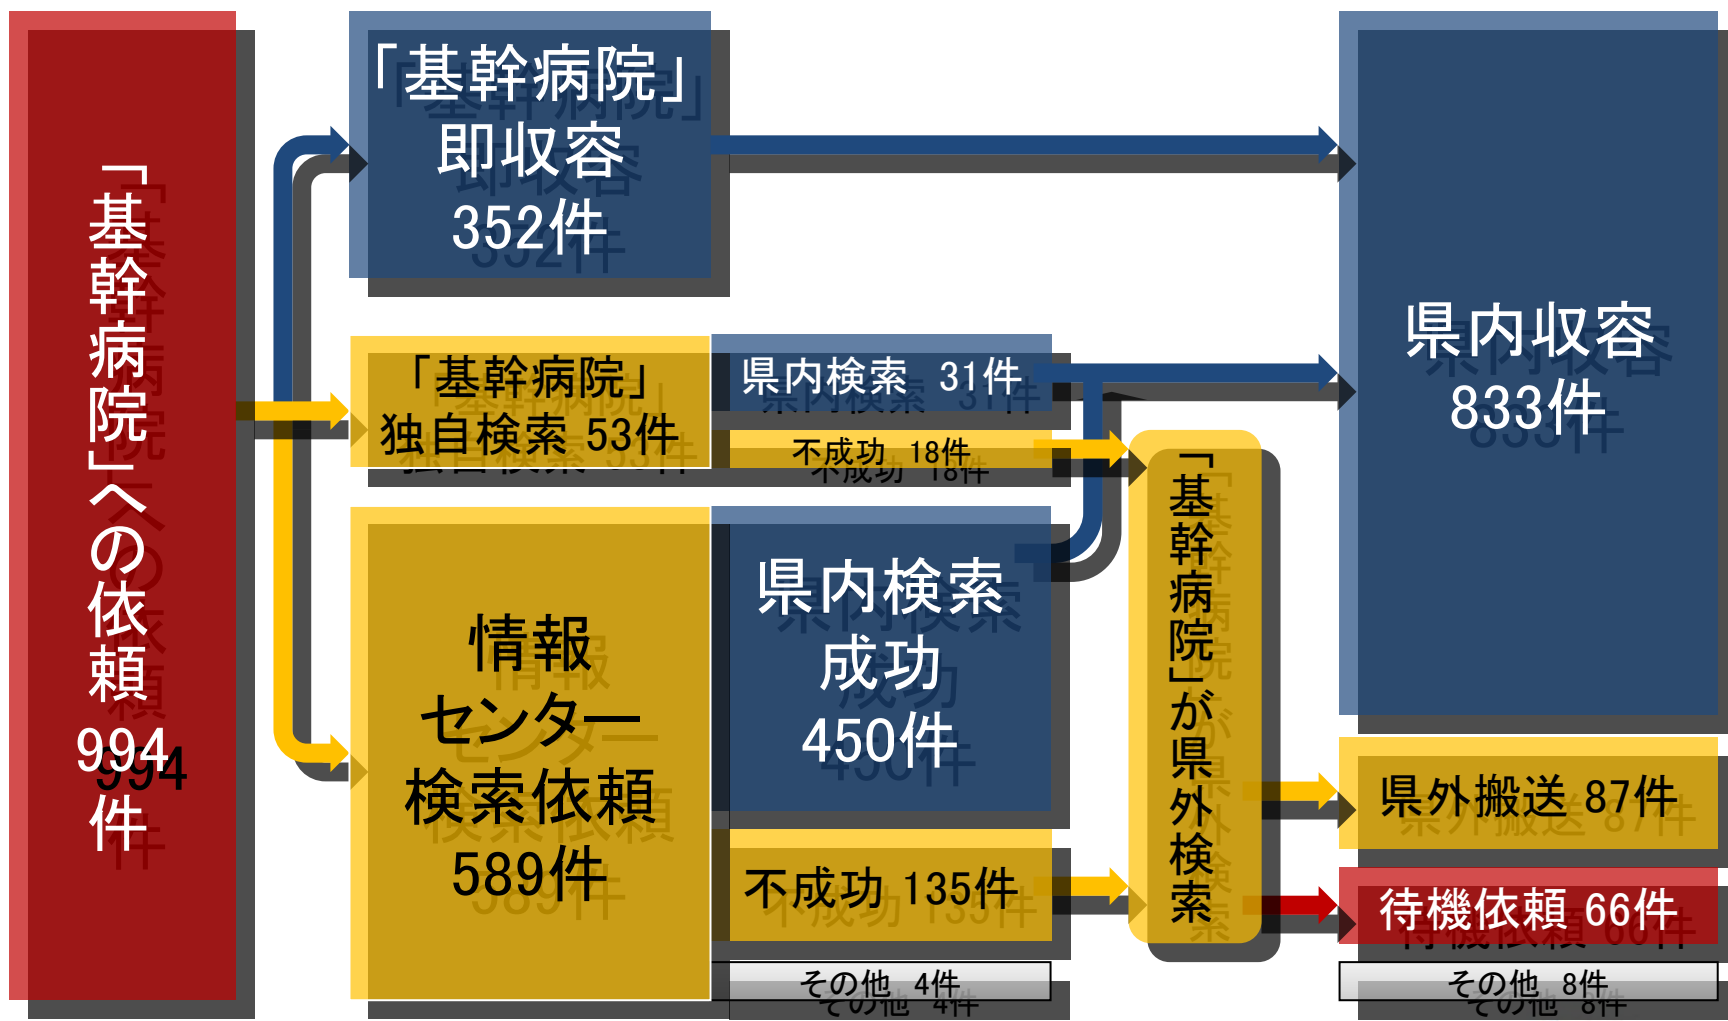 「基幹病院」への依頼 994件
「基幹病院」
即収容
352件
「基幹病院」
独自検索 53件
県内検索 31件
不成功 18件
情報
センター
検索依頼
589件
県内検索
成功
450件
不成功 135件
その他 4件
「基幹病院」が県外検索
県内収容
833件
県外搬送 87件
待機依頼 66件
その他 8件